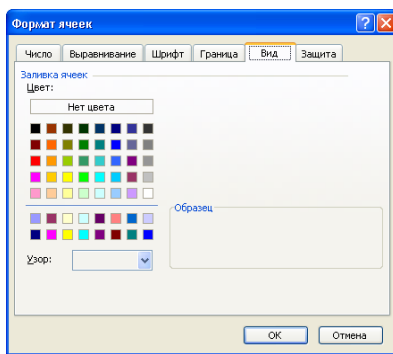 Формат ячеек
Число Выравнивание Шрифт Граница Вид Защита
Заливка ячеек
Цвет:
Нет цвета
Образец
Узор:
ОК Отмена